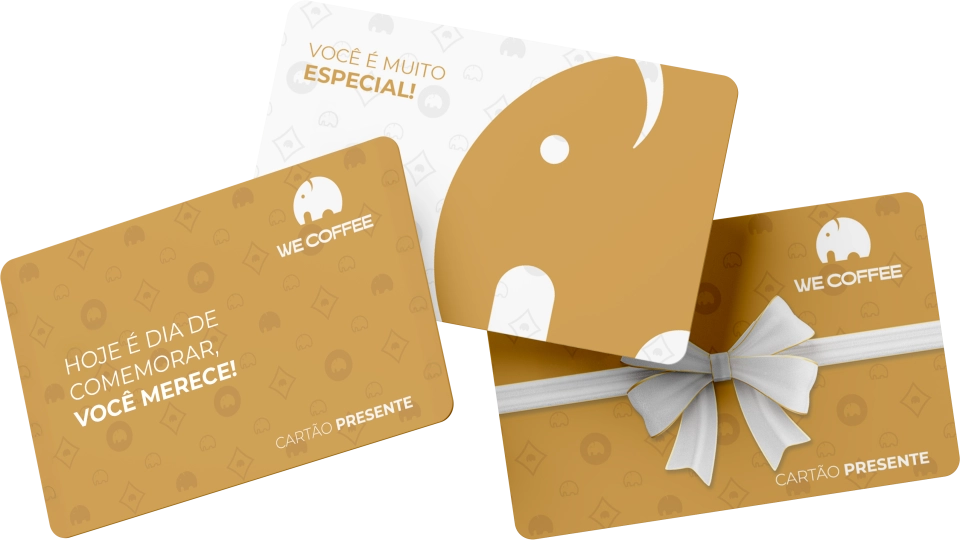 VOCÊ É MUITO
ESPECIAL!
WE COFFEE
HOJE É DIA DE
COMEMORAR,
VOCÊ MERECE!
CARTÃO PRESENTE
WE COFFEE
CARTÃO PRESENTE